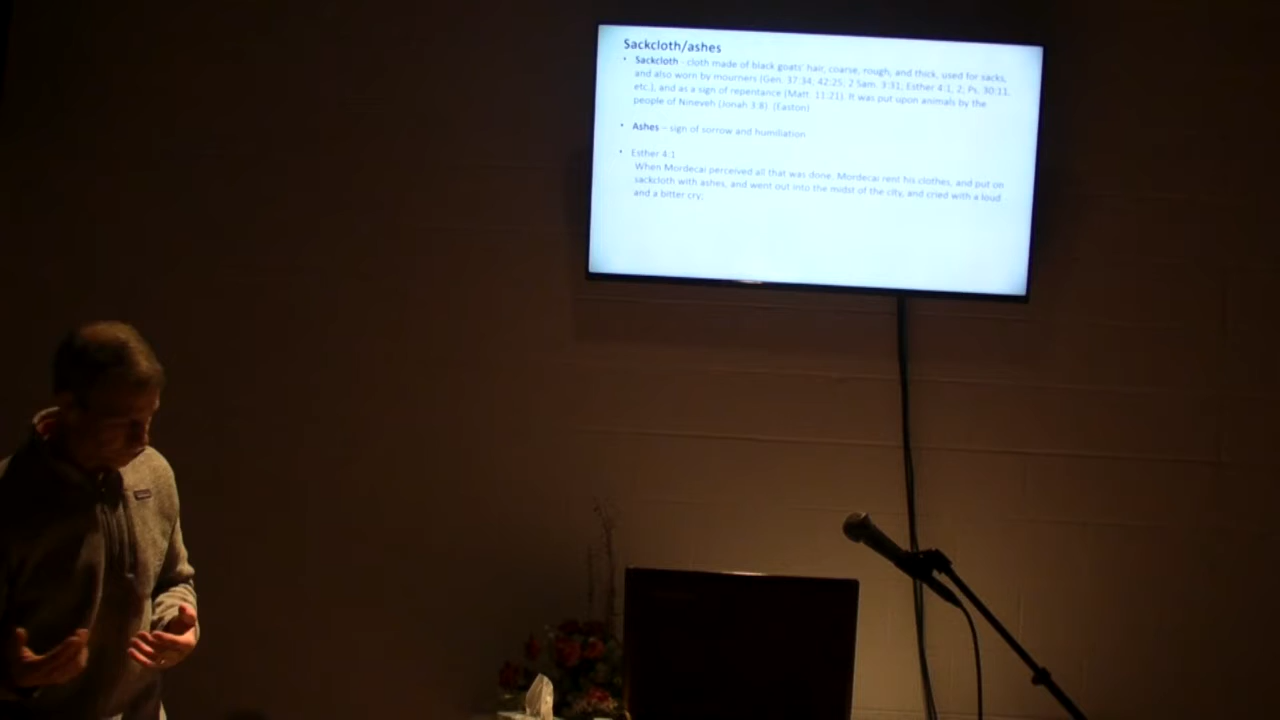 Sackcloth/ashes
• Sackcloth - cloth made of black goats' hair, coarse, rough, and thick, used for sacks,
and also worn by mourners (Gen. 37:34; 42:25; 2 Sam. 3:31; Esther 4:1, 2; Ps. 30:11,
etc.), and as a sign of repentance (Matt. 11:21). It was put upon animals by the
people of Nineveh (Jonah 3:8). (Easton)
• Ashes – sign of sorrow and humiliation
• Esther 4:1
When Mordecai perceived all that was done, Mordecai rent his clothes, and put on
sackcloth with ashes, and went out into the midst of the city, and cried with a loud
and a bitter cry;